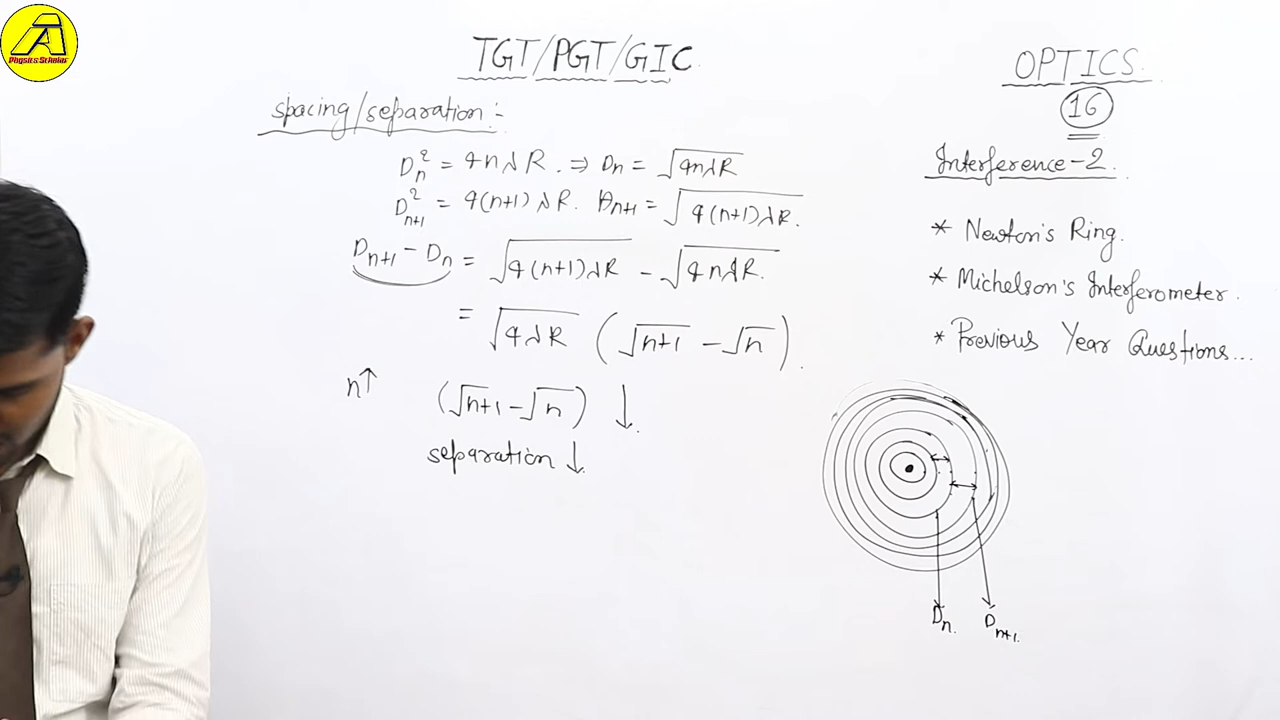 A
Physics Scholar
TGT/PGT/GIC
OPTICS
16
Interference-2
* Newton's Ring.
* Michelson's Interferometer.
* Previous Year Questions...
spacing/separation:-
Dn² = 4nλR. ⇒ Dn = √4nλR
D²n+1 = 4(n+1)λR. Dn+1 = √4(n+1)λR.
Dn+1 - Dn = √4(n+1)λR - √4nλR.
= √4λR (√n+1 - √n).
n↑ (√n+1 - √n) ↓.
separation ↓.
Dn.
Dn+1.